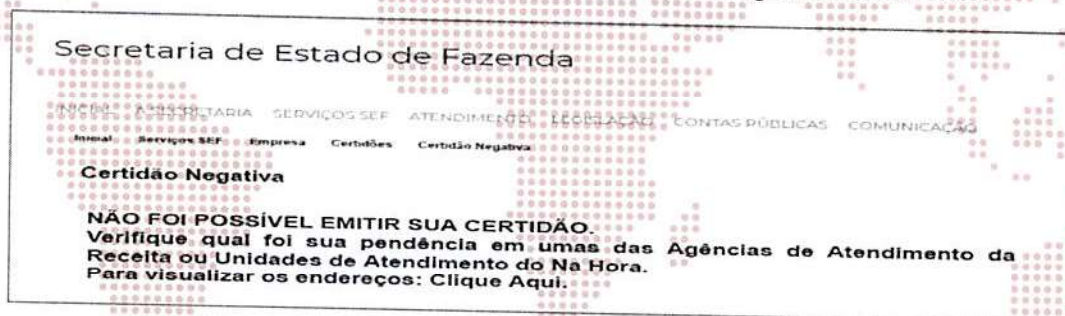 Secretaria de Estado de Fazenda
INICIAL A SECRETARIA SERVIÇOS SEF ATENDIMENTO LEGISLAÇÃO CONTAS PÚBLICAS COMUNICAÇÃO
Inicial Serviços SEF Empresa Certidões Certidão Negativa
Certidão Negativa
NÃO FOI POSSÍVEL EMITIR SUA CERTIDÃO.
Verifique qual foi sua pendência em umas das Agências de Atendimento da
Receita ou Unidades de Atendimento do Na Hora.
Para visualizar os endereços: Clique Aqui.